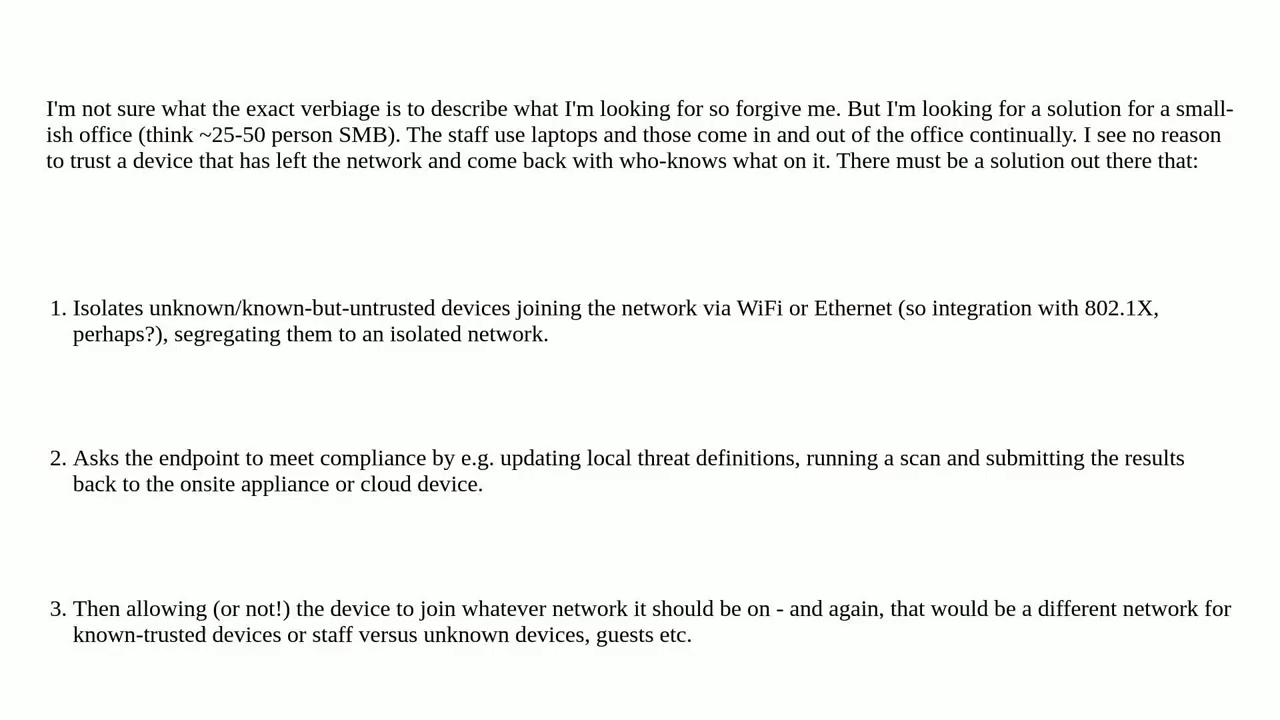 I'm not sure what the exact verbiage is to describe what I'm looking for so forgive me. But I'm looking for a solution for a small-
ish office (think ~25-50 person SMB). The staff use laptops and those come in and out of the office continually. I see no reason
to trust a device that has left the network and come back with who-knows what on it. There must be a solution out there that:
1. Isolates unknown/known-but-untrusted devices joining the network via WiFi or Ethernet (so integration with 802.1X,
perhaps?), segregating them to an isolated network.
2. Asks the endpoint to meet compliance by e.g. updating local threat definitions, running a scan and submitting the results
back to the onsite appliance or cloud device.
3. Then allowing (or not!) the device to join whatever network it should be on - and again, that would be a different network for
known-trusted devices or staff versus unknown devices, guests etc.